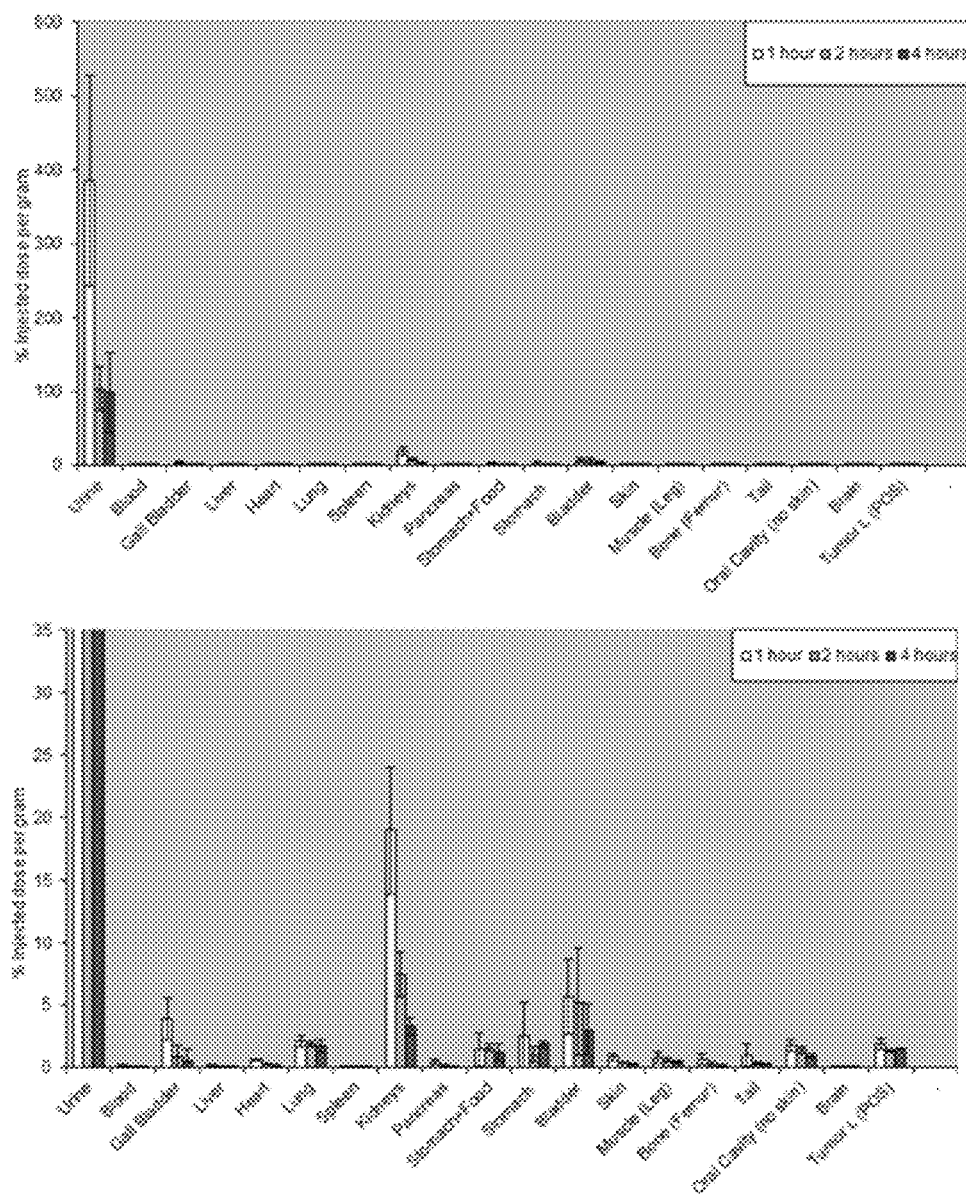 600
1 hour 2 hours 4 hours
500
400
300
200
100
0
% injected dose per gram
Urine
Blood
Gall Bladder
Liver
Heart
Lung
Spleen
Kidneys
Pancreas
Stomach+Food
Stomach
Bladder
Skin
Muscle (Leg)
Bone (Femur)
Tail
Oral Cavity (no skin)
Brain
Tumor L (POS)
35
1 hour 2 hours 4 hours
30
25
20
15
10
5
0
% injected dose per gram
Urine
Blood
Gall Bladder
Liver
Heart
Lung
Spleen
Kidneys
Pancreas
Stomach+Food
Stomach
Bladder
Skin
Muscle (Leg)
Bone (Femur)
Tail
Oral Cavity (no skin)
Brain
Tumor L (POS)